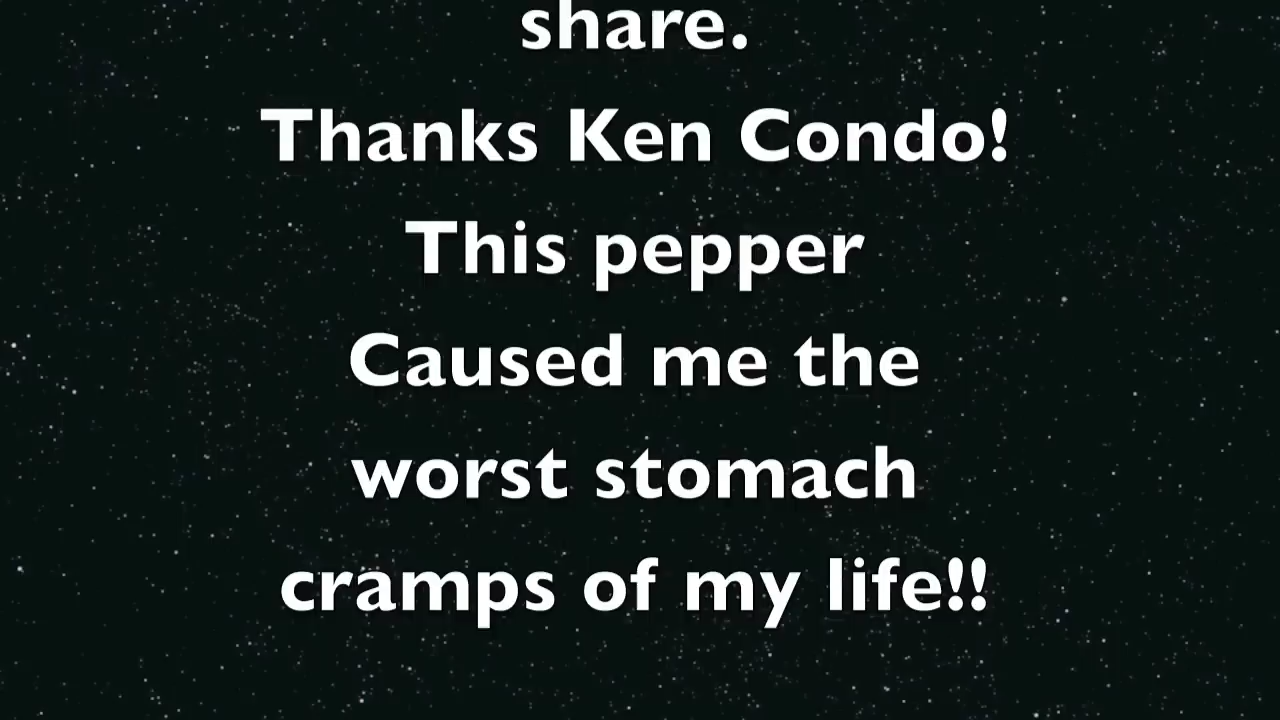 share.
Thanks Ken Condo!
This pepper
Caused me the
worst stomach
cramps of my life!!